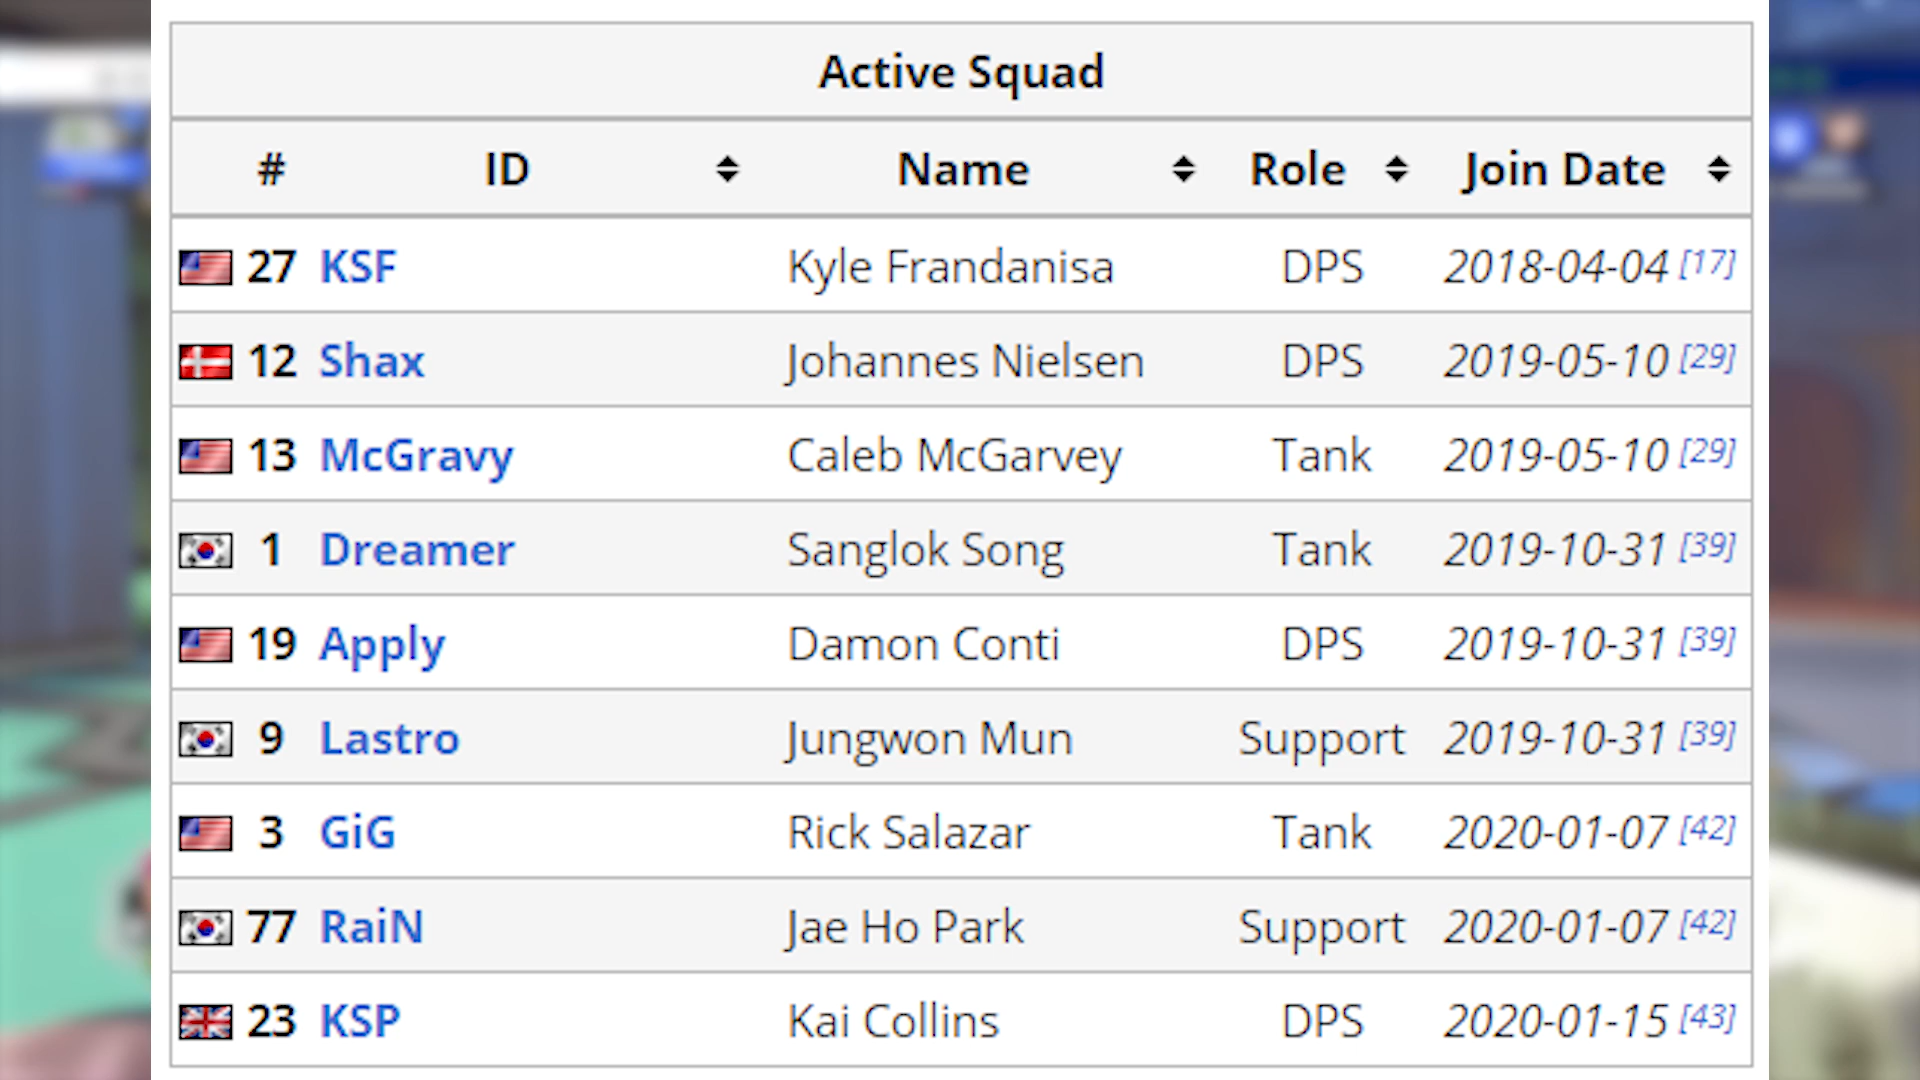 Active Squad
# ID Name Role Join Date
27 KSF Kyle Frandanisa DPS 2018-04-04 [17]
12 Shax Johannes Nielsen DPS 2019-05-10 [29]
13 McGravy Caleb McGarvey Tank 2019-05-10 [29]
1 Dreamer Sanglok Song Tank 2019-10-31 [39]
19 Apply Damon Conti DPS 2019-10-31 [39]
9 Lastro Jungwon Mun Support 2019-10-31 [39]
3 GiG Rick Salazar Tank 2020-01-07 [42]
77 RaiN Jae Ho Park Support 2020-01-07 [42]
23 KSP Kai Collins DPS 2020-01-15 [43]